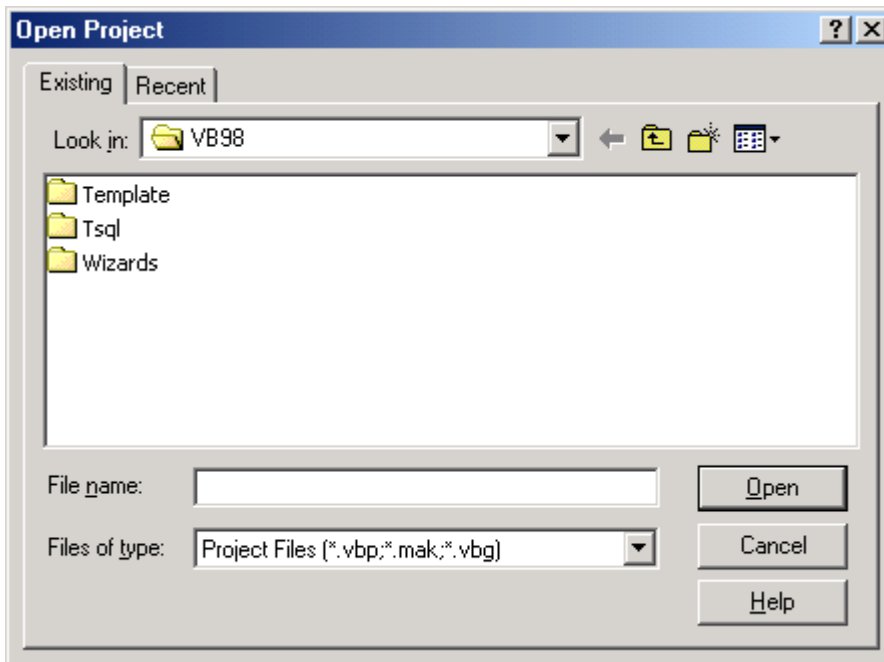 Open Project
Existing Recent
Look in: VB98
Template
Tsql
Wizards
File name: Open
Files of type: Project Files (*.vbp;*.mak;*.vbg) Cancel
Help